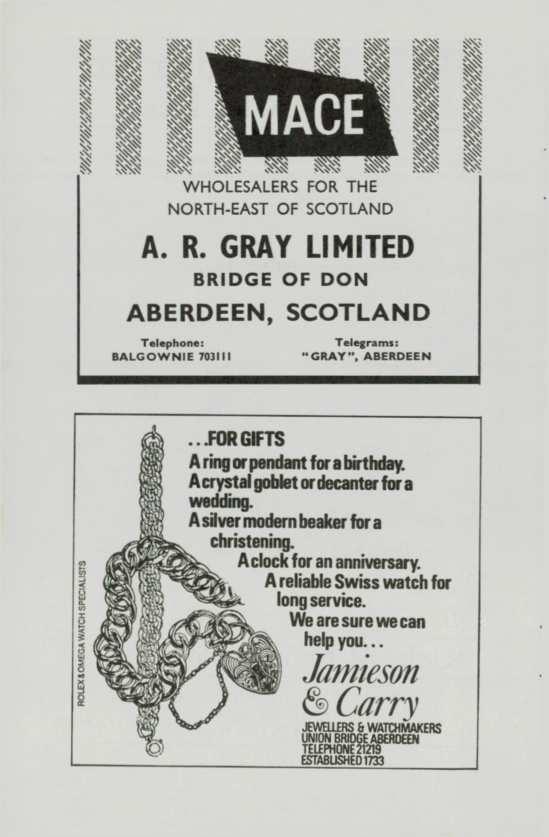 MACE
WHOLESALERS FOR THE
NORTH-EAST OF SCOTLAND
A. R. GRAY LIMITED
BRIDGE OF DON
ABERDEEN, SCOTLAND
Telephone:
BALGOWNIE 703111
Telegrams:
"GRAY", ABERDEEN
...FOR GIFTS
A ring or pendant for a birthday.
A crystal goblet or decanter for a
wedding.
A silver modern beaker for a
christening.
A clock for an anniversary.
A reliable Swiss watch for
long service.
We are sure we can
help you...
Jamieson
& Carry
JEWELLERS & WATCHMAKERS
UNION BRIDGE ABERDEEN
TELEPHONE 21219
ESTABLISHED 1733
ROLEX & OMEGA WATCH SPECIALISTS